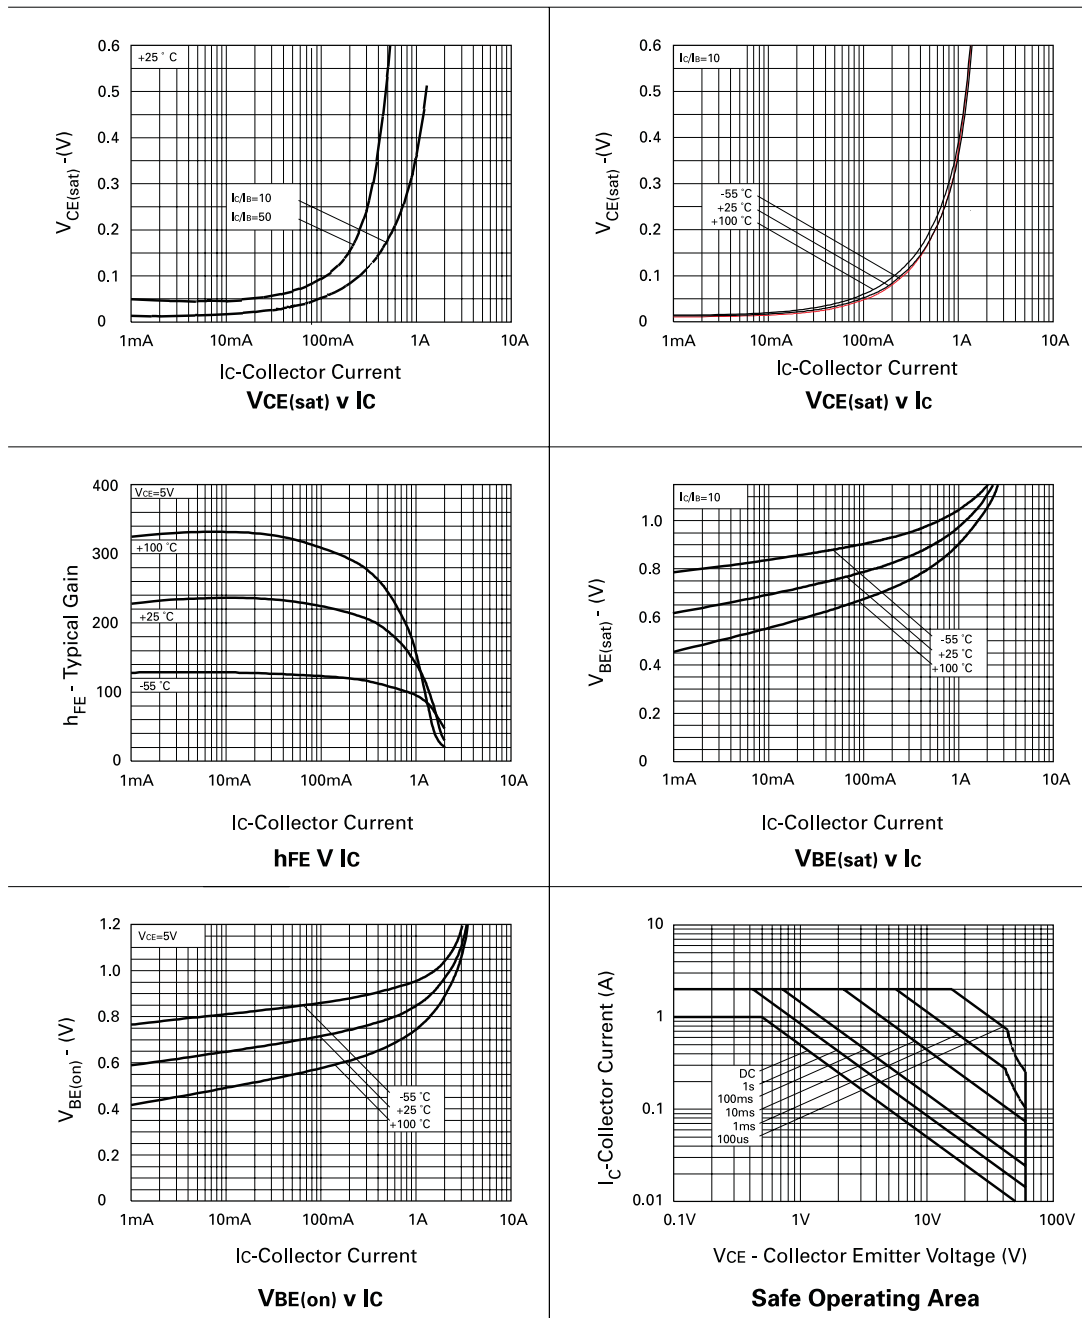 0.6
0.5
0.4
0.3
0.2
0.1
0
VCE(sat) - (V)
+25 ° C
IC/IB=10
IC/IB=50
1mA 10mA 100mA 1A 10A
IC-Collector Current
VCE(sat) v IC
0.6
0.5
0.4
0.3
0.2
0.1
0
VCE(sat) - (V)
IC/IB=10
-55 °C
+25 °C
+100 °C
1mA 10mA 100mA 1A 10A
IC-Collector Current
VCE(sat) v IC
400
300
200
100
0
hFE - Typical Gain
VCE=5V
+100 °C
+25 °C
-55 °C
1mA 10mA 100mA 1A 10A
IC-Collector Current
hFE V IC
1.0
0.8
0.6
0.4
0.2
0
VBE(sat) - (V)
IC/IB=10
-55 °C
+25 °C
+100 °C
1mA 10mA 100mA 1A 10A
IC-Collector Current
VBE(sat) v IC
1.2
1.0
0.8
0.6
0.4
0.2
0
VBE(on) - (V)
VCE=5V
-55 °C
+25 °C
+100 °C
1mA 10mA 100mA 1A 10A
IC-Collector Current
VBE(on) v IC
10
1
0.1
0.01
IC-Collector Current (A)
DC
1s
100ms
10ms
1ms
100us
0.1V 1V 10V 100V
VCE - Collector Emitter Voltage (V)
Safe Operating Area